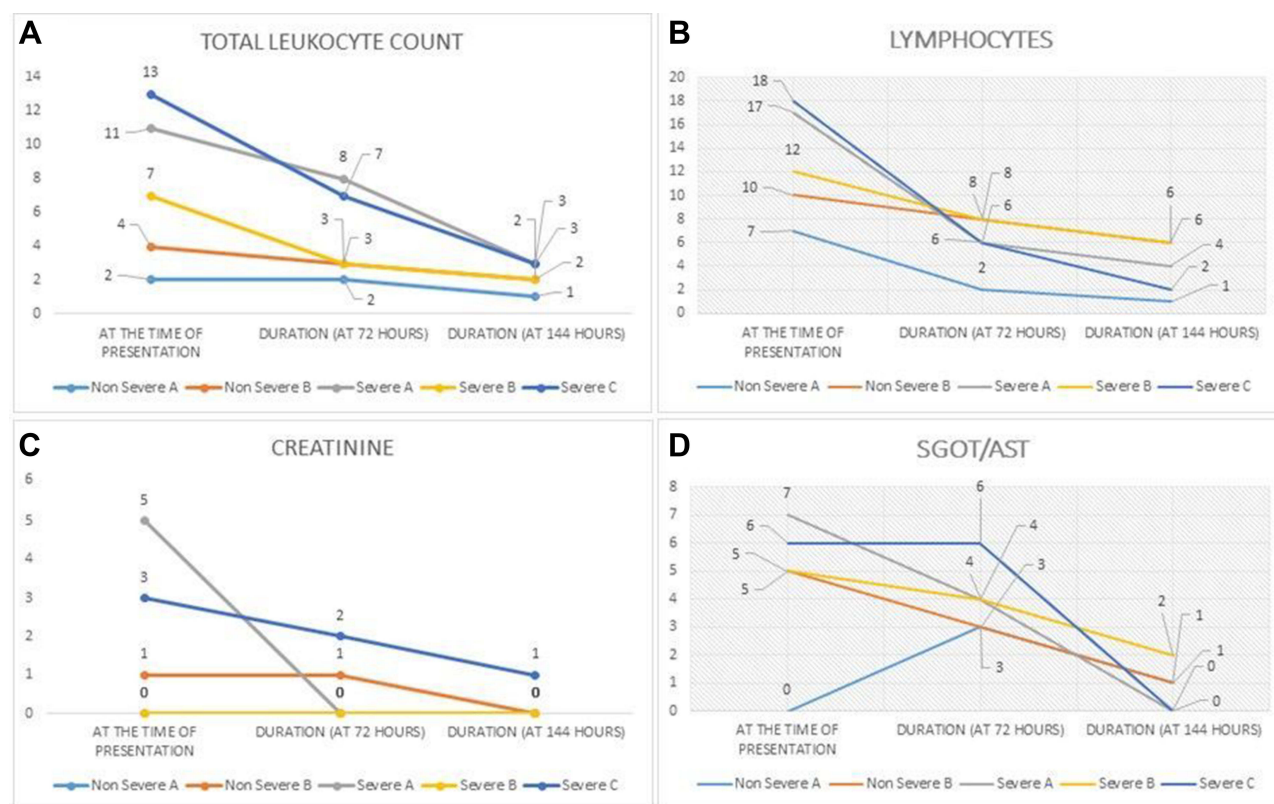 A
TOTAL LEUKOCYTE COUNT
14
12
10
8
6
4
2
0
13
11
7
4
2
8
7
3
3
2
3
2
3
2
1
AT THE TIME OF
PRESENTATION
DURATION (AT 72 HOURS)
DURATION (AT 144 HOURS)
Non Severe A
Non Severe B
Severe A
Severe B
Severe C
B
LYMPHOCYTES
20
18
16
14
12
10
8
6
4
2
0
18
17
12
10
7
8
8
6
6
2
6
6
4
2
1
AT THE TIME OF
PRESENTATION
DURATION (AT 72 HOURS)
DURATION (AT 144 HOURS)
Non Severe A
Non Severe B
Severe A
Severe B
Severe C
C
CREATININE
6
5
4
3
2
1
0
5
3
1
0
2
1
0
1
0
AT THE TIME OF
PRESENTATION
DURATION (AT 72 HOURS)
DURATION (AT 144 HOURS)
Non Severe A
Non Severe B
Severe A
Severe B
Severe C
D
SGOT/AST
8
7
6
5
4
3
2
1
0
7
6
5
5
0
6
4
4
3
3
2
1
1
0
0
AT THE TIME OF
PRESENTATION
DURATION (AT 72 HOURS)
DURATION (AT 144 HOURS)
Non Severe A
Non Severe B
Severe A
Severe B
Severe C